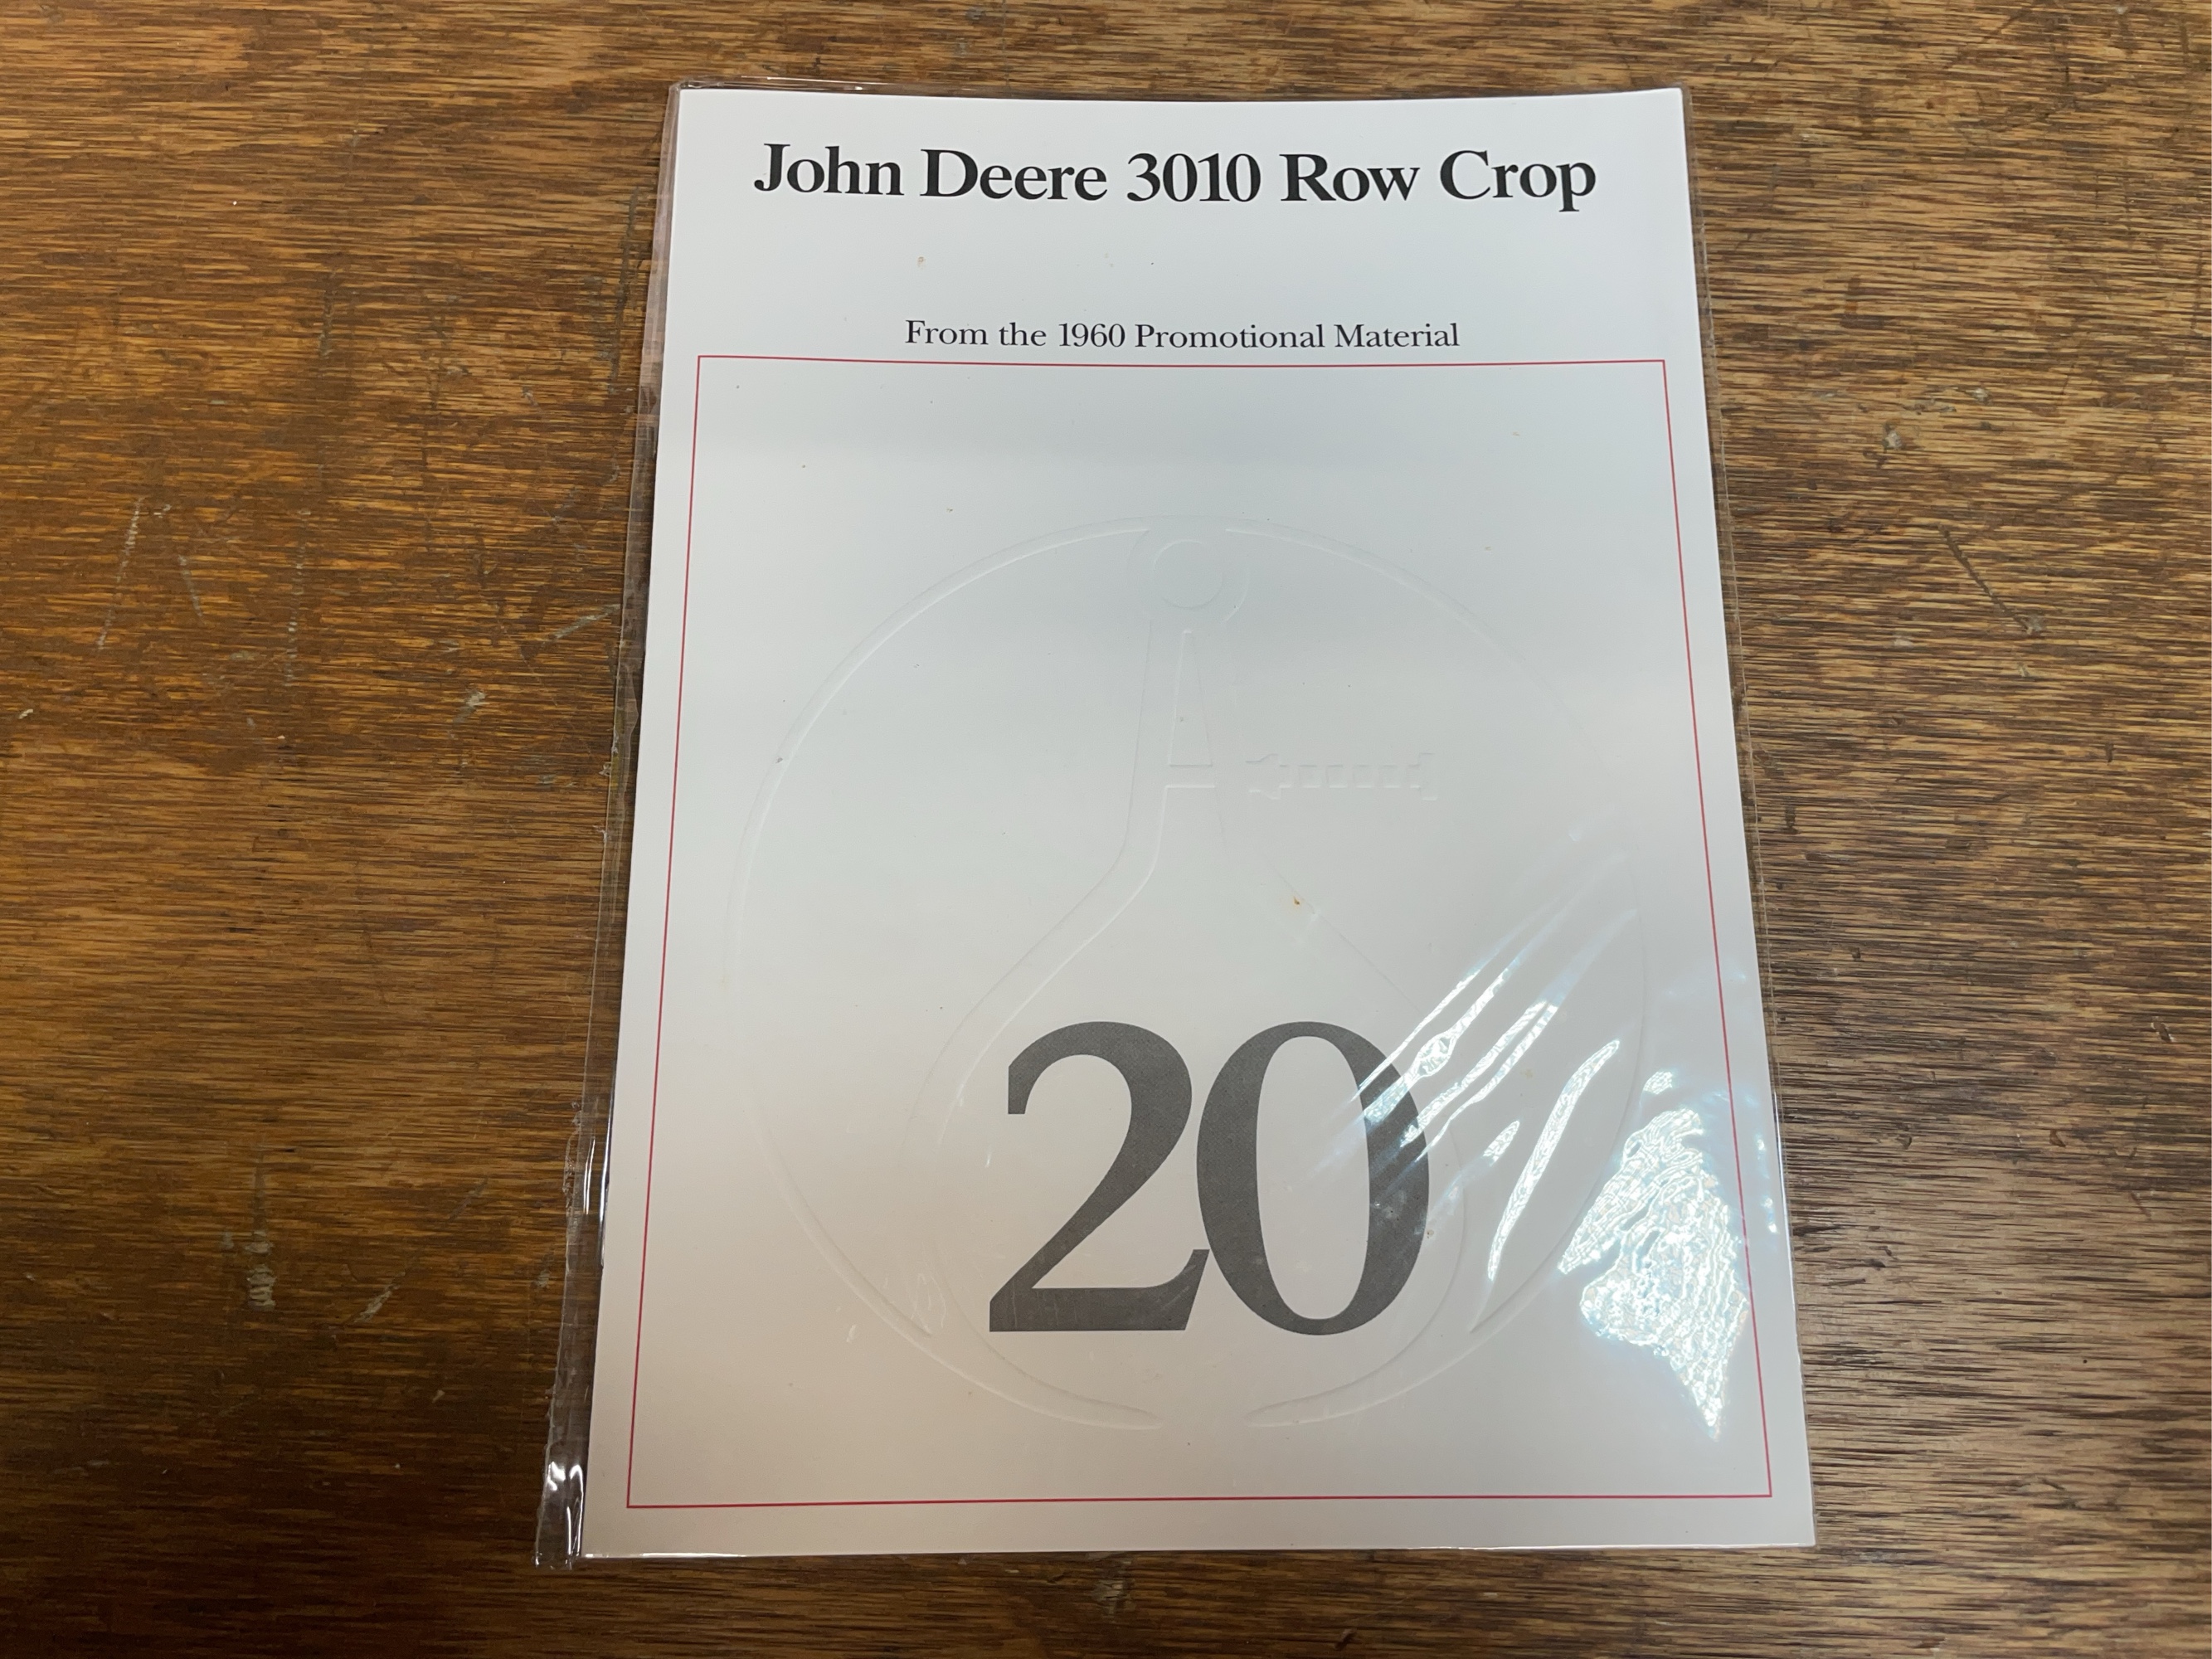 John Deere 3010 Row Crop
From the 1960 Promotional Material
20